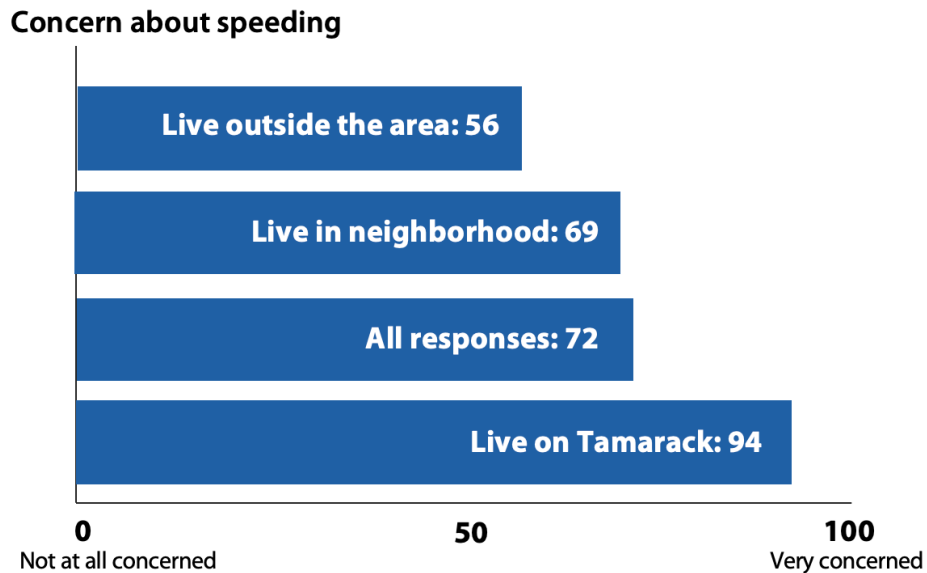 Concern about speeding
Live outside the area: 56
Live in neighborhood: 69
All responses: 72
Live on Tamarack: 94
0 50 100
Not at all concerned Very concerned